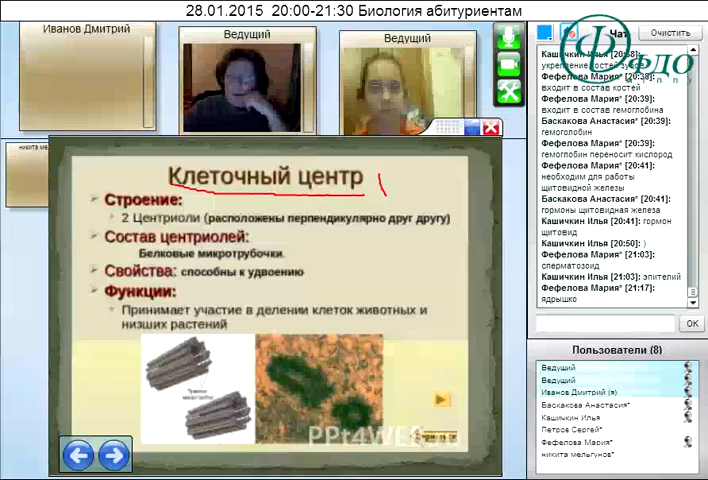 28.01.2015 20:00-21:30 Биология абитуриентам
Иванов Дмитрий
Ведущий
Ведущий
никита мель
Клеточный центр
Строение:
2 Центриоли (расположены перпендикулярно друг другу)
Состав центриолей:
Белковые микротрубочки.
Свойства: способны к удвоению
Функции:
Принимает участие в делении клеток животных и
низших растений
PPt4WEB
Чат
Очистить
ФДО
Кашичкин Илья [20:38]:
укрепление костей зубов
Фефелова Мария* [20:38]:
входит в состав костей
Фефелова Мария* [20:39]:
входит в состав гемоглобина
Баскакова Анастасия* [20:39]:
гемоголобин
Фефелова Мария* [20:39]:
гемоглбин переносит кислород
Фефелова Мария* [20:41]:
необходим для работы
щитовидной железы
Баскакова Анастасия* [20:41]:
гормоны щитовидная железа
Кашичкин Илья [20:41]: гормон
щитовид
Кашичкин Илья [20:50]: )
Фефелова Мария* [21:03]:
сперматозоид
Кашичкин Илья [21:03]: эпителий
Фефелова Мария* [21:17]:
ядрышко
OK
Пользователи (8)
Ведущий
Ведущий
Иванов Дмитрий (я)
Баскакова Анастасия*
Кашичкин Илья
Петров Сергей*
Фефелова Мария*
никита мельгунов*